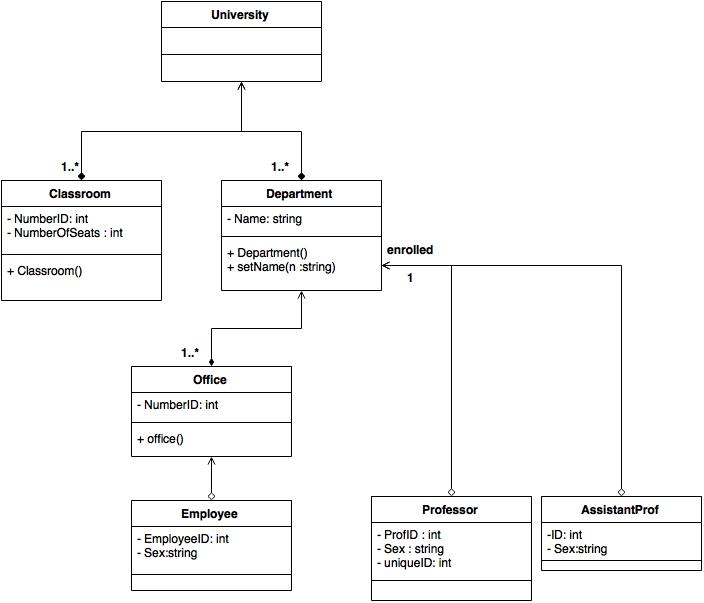 University
1..*
1..*
Classroom
- NumberID: int
- NumberOfSeats : int
+ Classroom()
Department
- Name: string
+ Department()
+ setName(n :string)
enrolled
1
1..*
Office
- NumberID: int
+ office()
Employee
- EmployeeID: int
- Sex:string
Professor
- ProfID : int
- Sex : string
- uniqueID: int
AssistantProf
-ID: int
- Sex:string